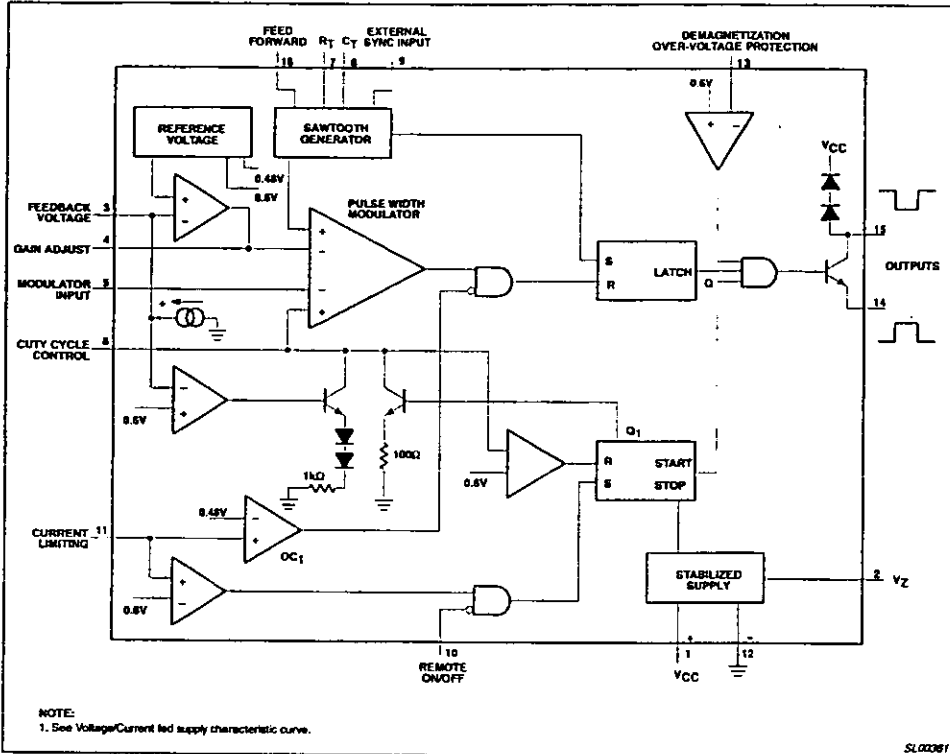 FEED
FORWARD
RT
CT
EXTERNAL
SYNC INPUT
16
7
8
9
DEMAGNETIZATION
OVER-VOLTAGE PROTECTION
13
0.6V
+
−
REFERENCE
VOLTAGE
SAWTOOTH
GENERATOR
0.48V
0.6V
VCC
FEEDBACK
VOLTAGE
3
+
−
PULSE WIDTH
MODULATOR
GAIN ADJUST
4
+
−
−
+
MODULATOR
INPUT
5
+
S
R
LATCH
Q
15
OUTPUTS
14
CUTY CYCLE
CONTROL
6
−
+
0.6V
1kΩ
100Ω
0.6V
Q1
R
S
START
STOP
CURRENT
LIMITING
11
0.48V
−
+
OC1
+
−
0.6V
STABILIZED
SUPPLY
2
VZ
10
REMOTE
ON/OFF
+
1
VCC
−
12
NOTE:
1. See Voltage/Current fed supply characteristic curve.
SL00361